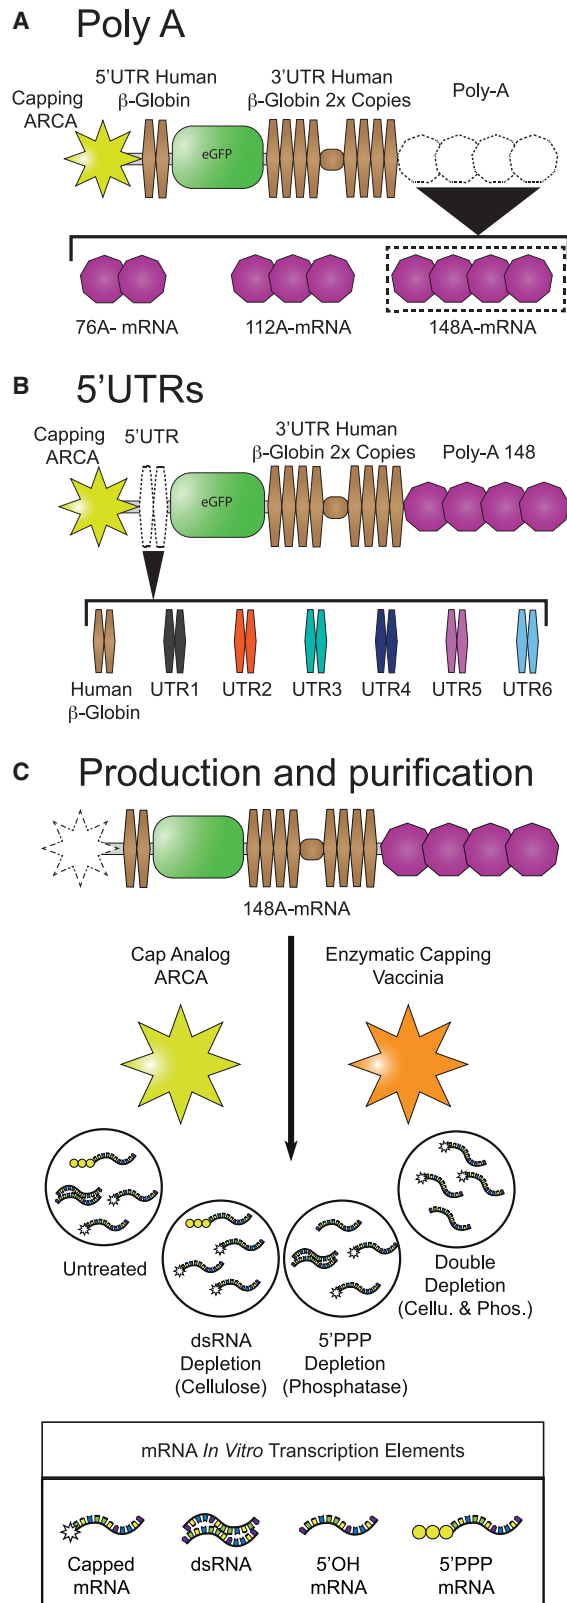 A Poly A
5'UTR Human
β-Globin
3'UTR Human
β-Globin 2x Copies
Poly-A
Capping
ARCA
eGFP
76A- mRNA
112A-mRNA
148A-mRNA
B 5'UTRs
Capping
ARCA
5'UTR
3'UTR Human
β-Globin 2x Copies
Poly-A 148
eGFP
Human
β-Globin
UTR1
UTR2
UTR3
UTR4
UTR5
UTR6
C Production and purification
148A-mRNA
Cap Analog
ARCA
Enzymatic Capping
Vaccinia
Untreated
dsRNA
Depletion
(Cellulose)
5'PPP
Depletion
(Phosphatase)
Double
Depletion
(Cellu. & Phos.)
mRNA In Vitro Transcription Elements
Capped
mRNA
dsRNA
5'OH
mRNA
5'PPP
mRNA